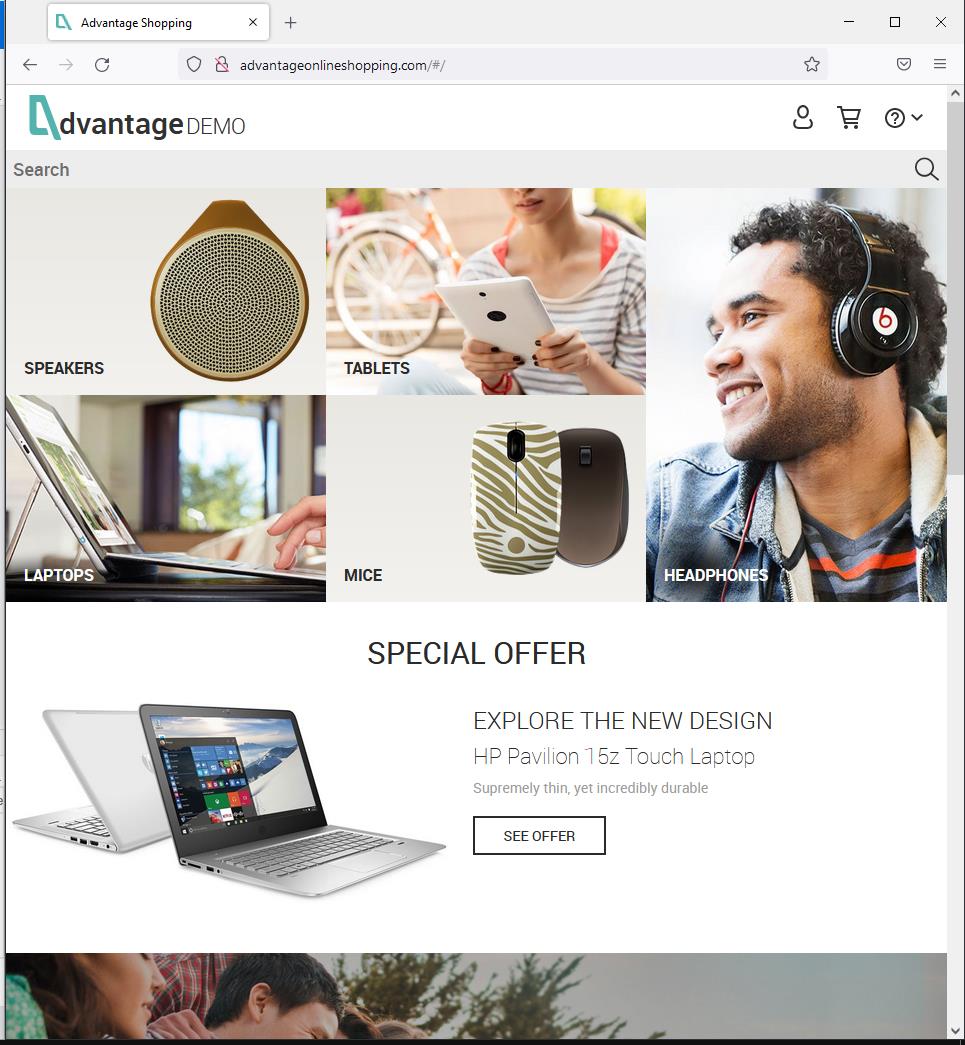 Advantage Shopping
advantageonlineshopping.com/#/
dvantage DEMO
Search
SPEAKERS
TABLETS
LAPTOPS
MICE
HEADPHONES
SPECIAL OFFER
EXPLORE THE NEW DESIGN
HP Pavilion 15z Touch Laptop
Supremely thin, yet incredibly durable
SEE OFFER